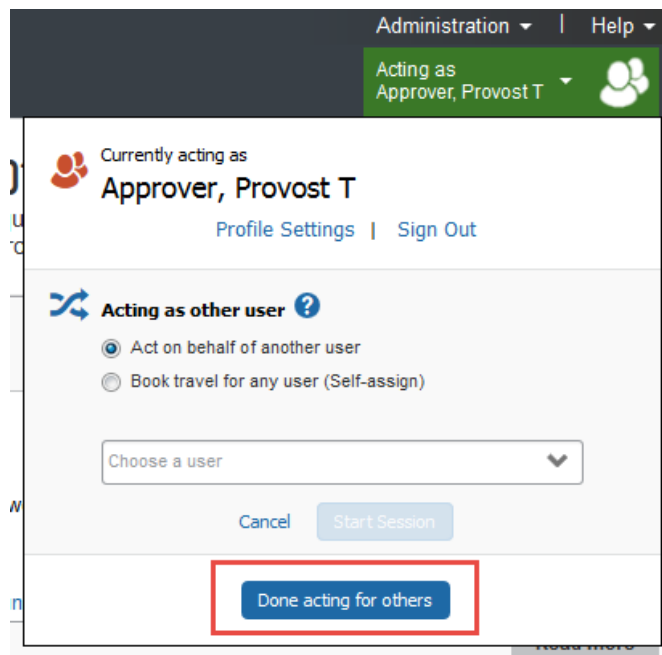 Administration | Help
Acting as
Approver, Provost T
Currently acting as
Approver, Provost T
Profile Settings | Sign Out
Acting as other user ?
Act on behalf of another user
Book travel for any user (Self-assign)
Choose a user
Cancel Start Session
Done acting for others